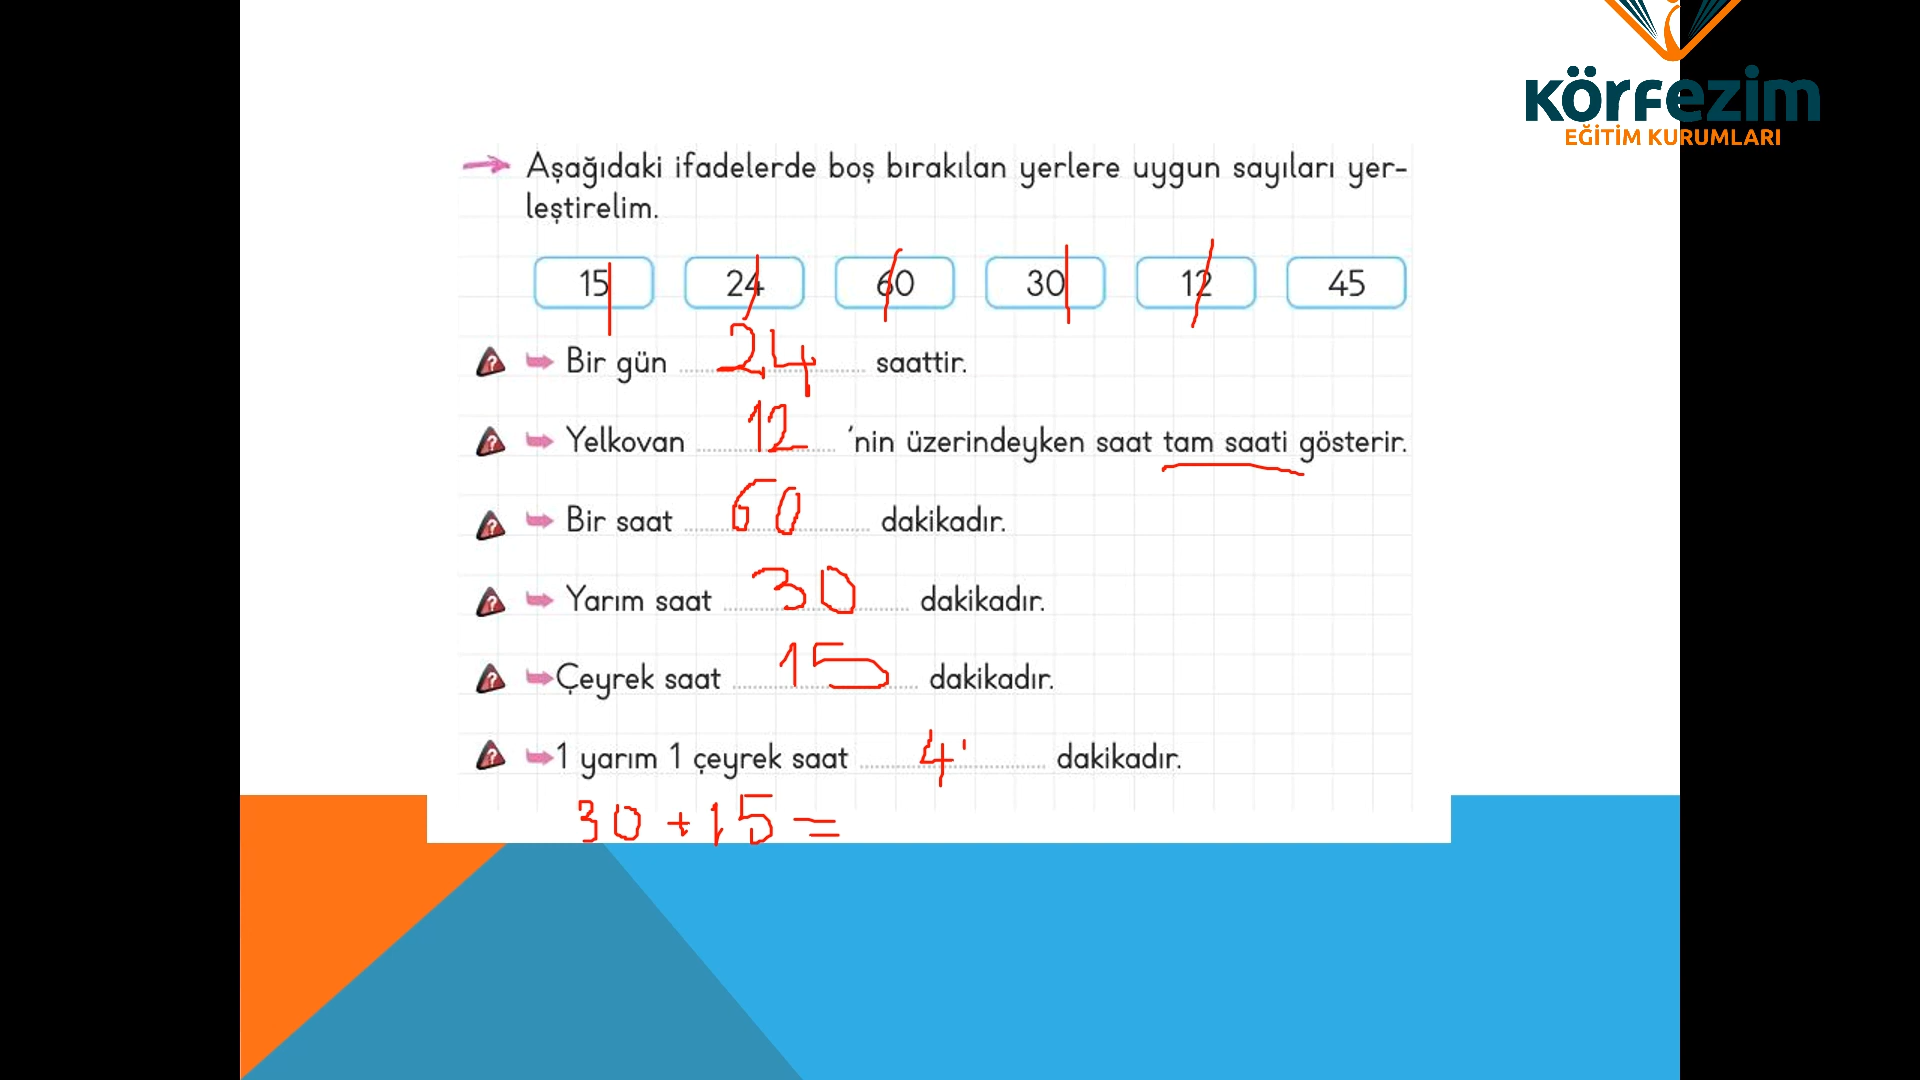 körfezim
EĞİTİM KURUMLARI
Aşağıdaki ifadelerde boş bırakılan yerlere uygun sayıları yer-
leştirelim.
15 24 60 30 12 45
Bir gün 24 saattir.
Yelkovan 12 'nin üzerindeyken saat tam saati gösterir.
Bir saat 60 dakikadır.
Yarım saat 30 dakikadır.
Çeyrek saat 15 dakikadır.
1 yarım 1 çeyrek saat 4' dakikadır.
30 + 15 =